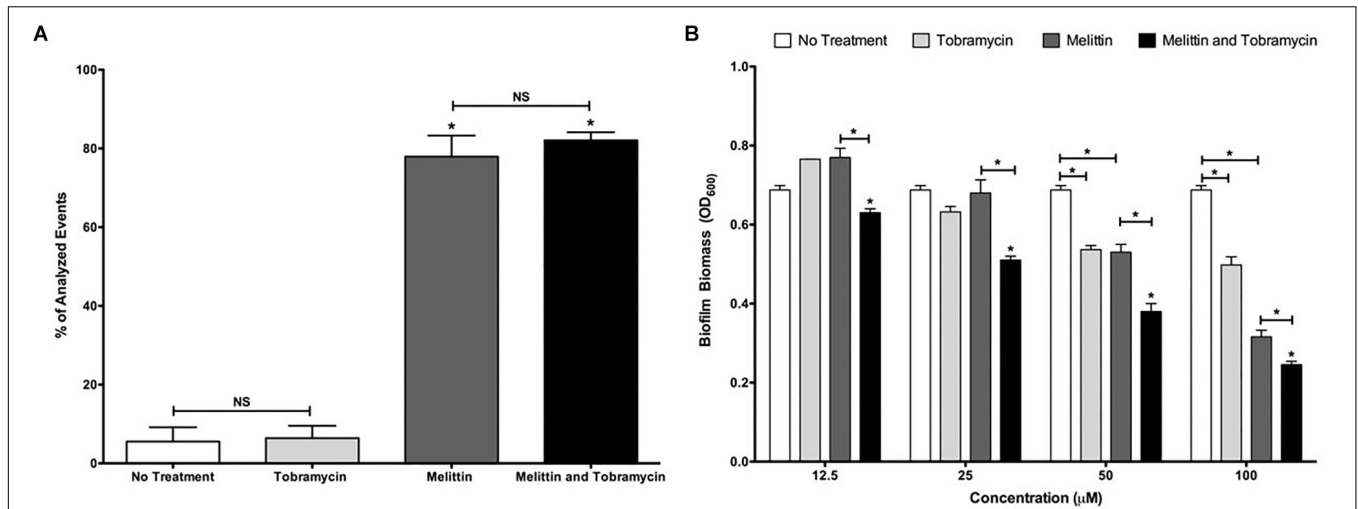 A
% of Analyzed Events
100
80
60
40
20
0
NS
*
*
NS
No Treatment
Tobramycin
Melittin
Melittin and Tobramycin
B
No Treatment
Tobramycin
Melittin
Melittin and Tobramycin
Biofilm Biomass (OD600)
1.0
0.8
0.6
0.4
0.2
0.0
*
*
*
*
*
*
*
*
*
*
*
*
12.5
25
50
100
Concentration (μM)